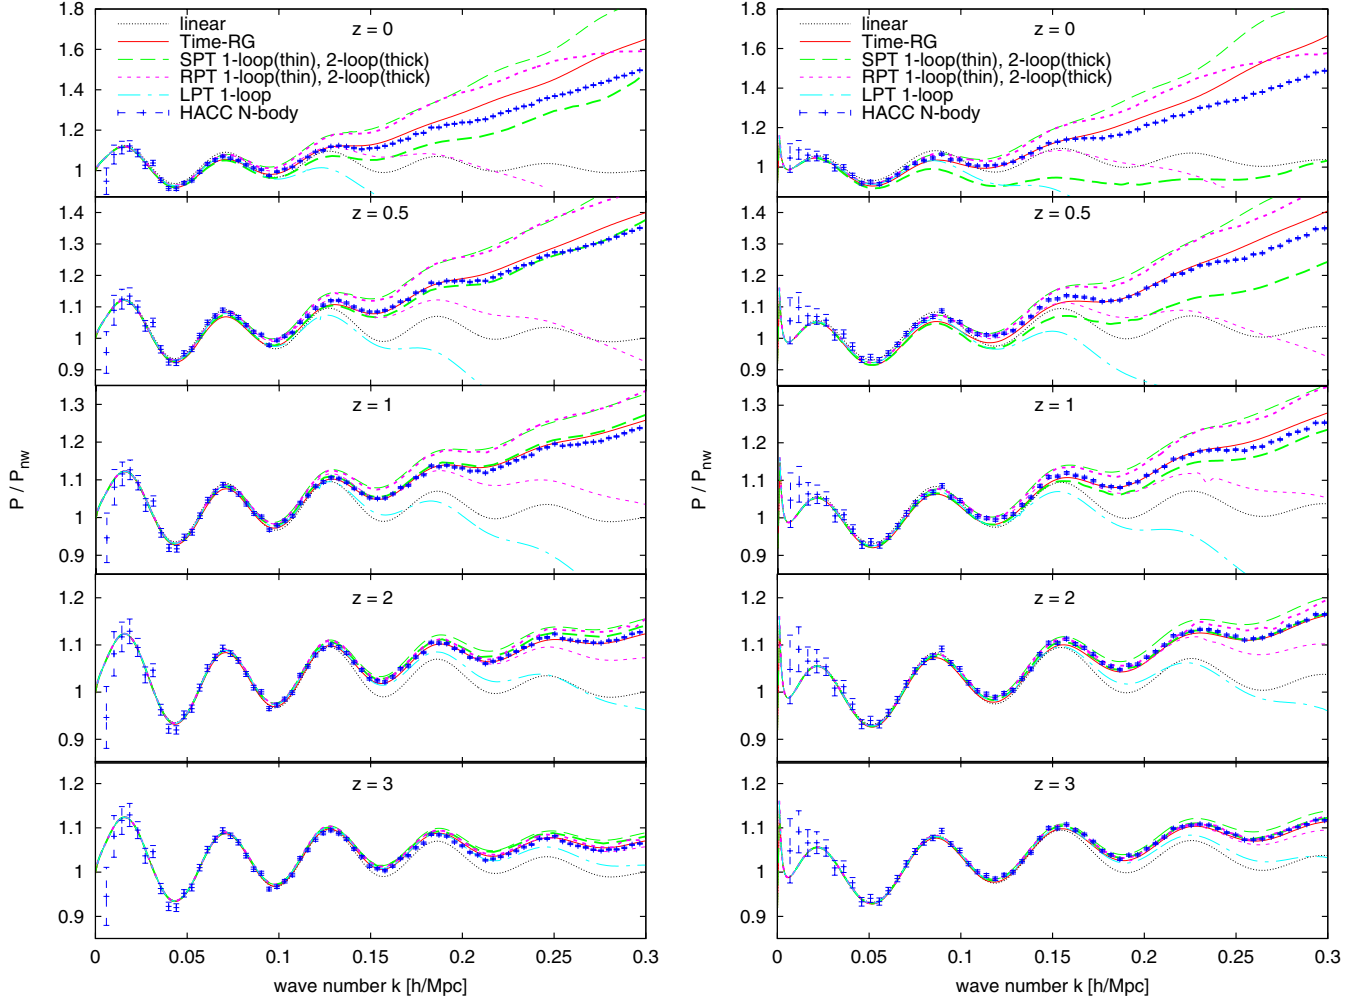 1.8
1.6
1.4
1.2
1
linear
Time-RG
SPT 1-loop(thin), 2-loop(thick)
RPT 1-loop(thin), 2-loop(thick)
LPT 1-loop
HACC N-body
z = 0
1.4
1.3
1.2
1.1
1
0.9
z = 0.5
P / Pnw
1.3
1.2
1.1
1
0.9
z = 1
1.2
1.1
1
0.9
z = 2
1.2
1.1
1
0.9
z = 3
0 0.05 0.1 0.15 0.2 0.25 0.3
wave number k [h/Mpc]
1.8
1.6
1.4
1.2
1
linear
Time-RG
SPT 1-loop(thin), 2-loop(thick)
RPT 1-loop(thin), 2-loop(thick)
LPT 1-loop
HACC N-body
z = 0
1.4
1.3
1.2
1.1
1
0.9
z = 0.5
P / Pnw
1.3
1.2
1.1
1
0.9
z = 1
1.2
1.1
1
0.9
z = 2
1.2
1.1
1
0.9
z = 3
0 0.05 0.1 0.15 0.2 0.25 0.3
wave number k [h/Mpc]